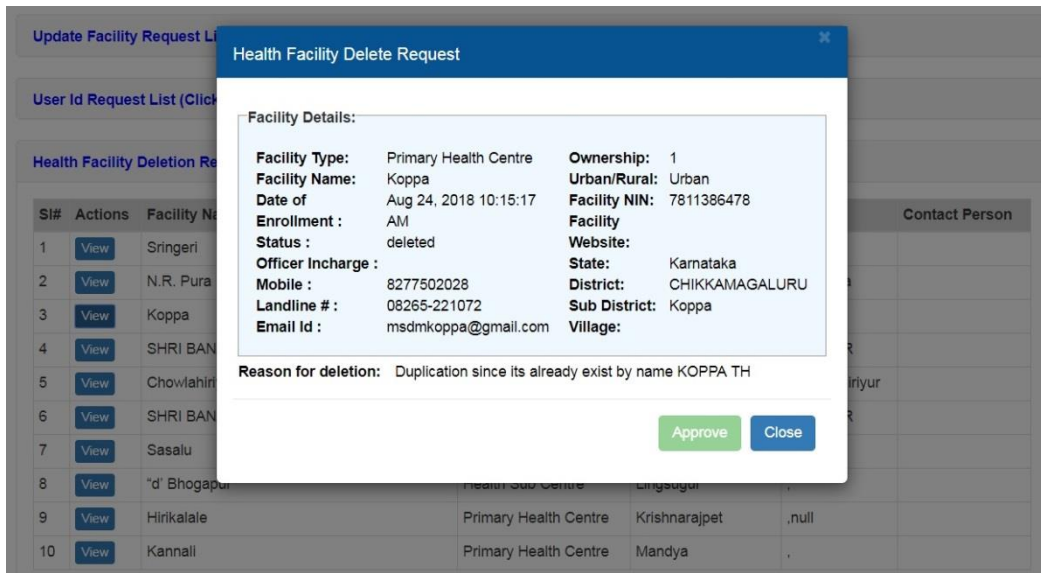 Update Facility Request Li
Health Facility Delete Request
×
User Id Request List (Click
Health Facility Deletion Re
Facility Details:
Facility Type: Primary Health Centre Ownership: 1
Facility Name: Koppa Urban/Rural: Urban
Date of Aug 24, 2018 10:15:17 Facility NIN: 7811386478
Enrollment : AM Facility
Status : deleted Website:
Officer Incharge : State: Karnataka
Mobile : 8277502028 District: CHIKKAMAGALURU
Landline # : 08265-221072 Sub District: Koppa
Email Id : msdmkoppa@gmail.com Village:
Reason for deletion: Duplication since its already exist by name KOPPA TH
Approve Close
Sl# Actions Facility Na Contact Person
1 View Sringeri
2 View N.R. Pura
3 View Koppa
4 View SHRI BAN
5 View Chowlahiri iriyur
6 View SHRI BAN
7 View Sasalu
8 View "d' Bhogapur Health Sub Centre Lingsugur ,
9 View Hirikalale Primary Health Centre Krishnarajpet ,null
10 View Kannali Primary Health Centre Mandya ,